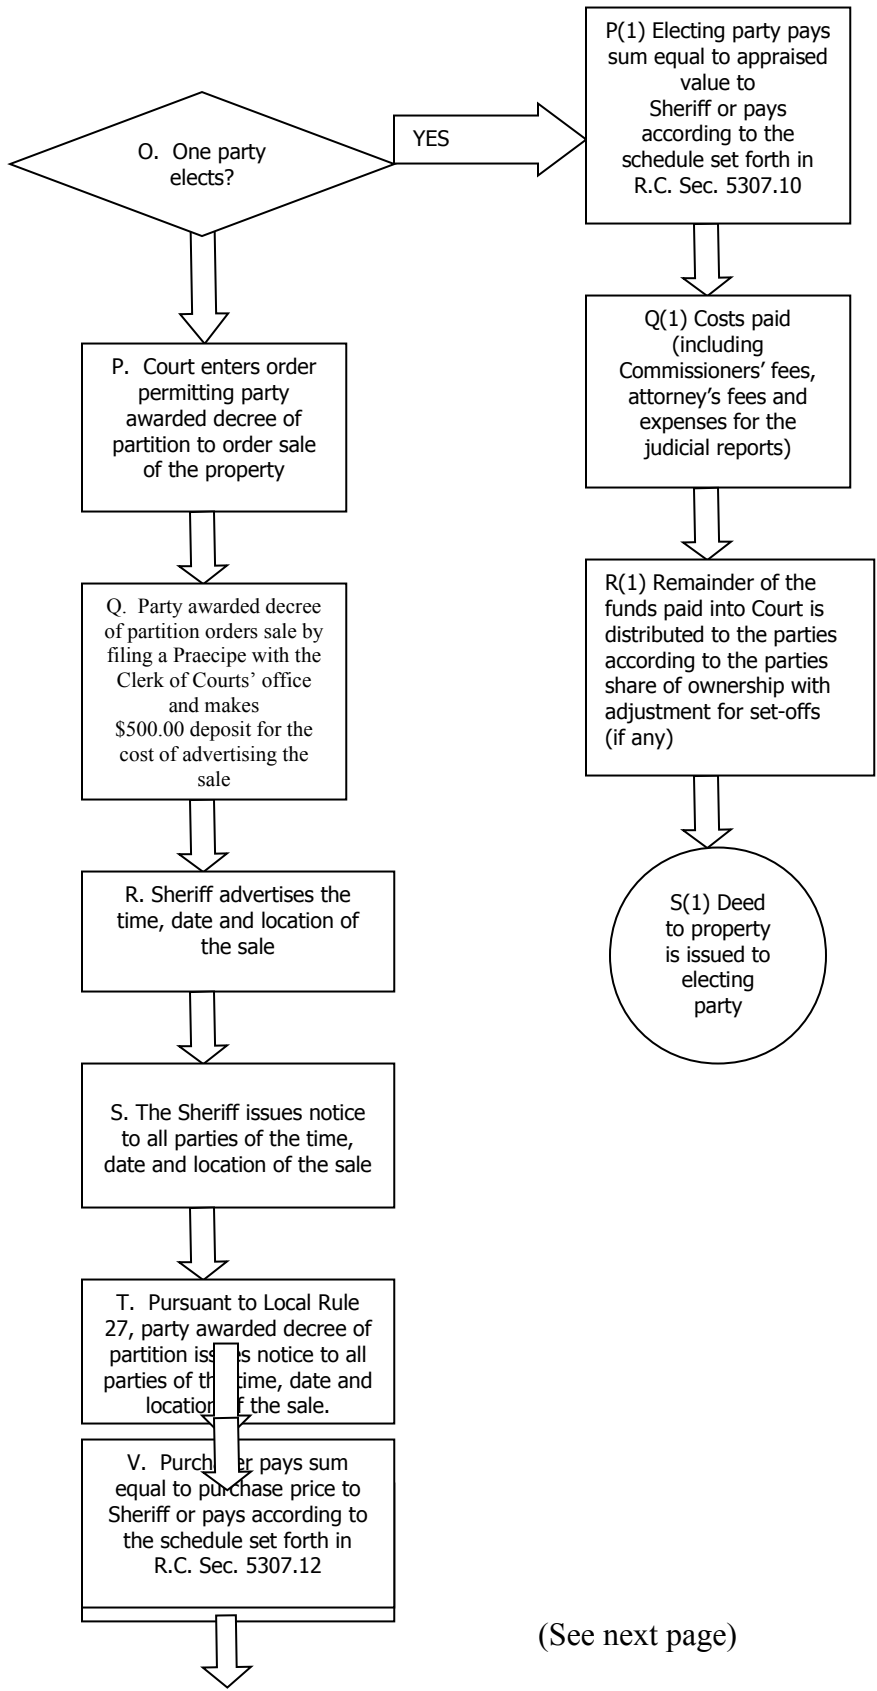 O. One party
elects?
YES
P(1) Electing party pays
sum equal to appraised
value to
Sheriff or pays
according to the
schedule set forth in
R.C. Sec. 5307.10
Q(1) Costs paid
(including
Commissioners’ fees,
attorney’s fees and
expenses for the
judicial reports)
R(1) Remainder of the
funds paid into Court is
distributed to the parties
according to the parties
share of ownership with
adjustment for set-offs
(if any)
S(1) Deed
to property
is issued to
electing
party
P. Court enters order
permitting party
awarded decree of
partition to order sale
of the property
Q. Party awarded decree
of partition orders sale by
filing a Praecipe with the
Clerk of Courts’ office
and makes
$500.00 deposit for the
cost of advertising the
sale
R. Sheriff advertises the
time, date and location of
the sale
S. The Sheriff issues notice
to all parties of the time,
date and location of the sale
T. Pursuant to Local Rule
27, party awarded decree of
partition issues notice to all
parties of the time, date and
location of the sale.
V. Purchaser pays sum
equal to purchase price to
Sheriff or pays according to
the schedule set forth in
R.C. Sec. 5307.12
(See next page)